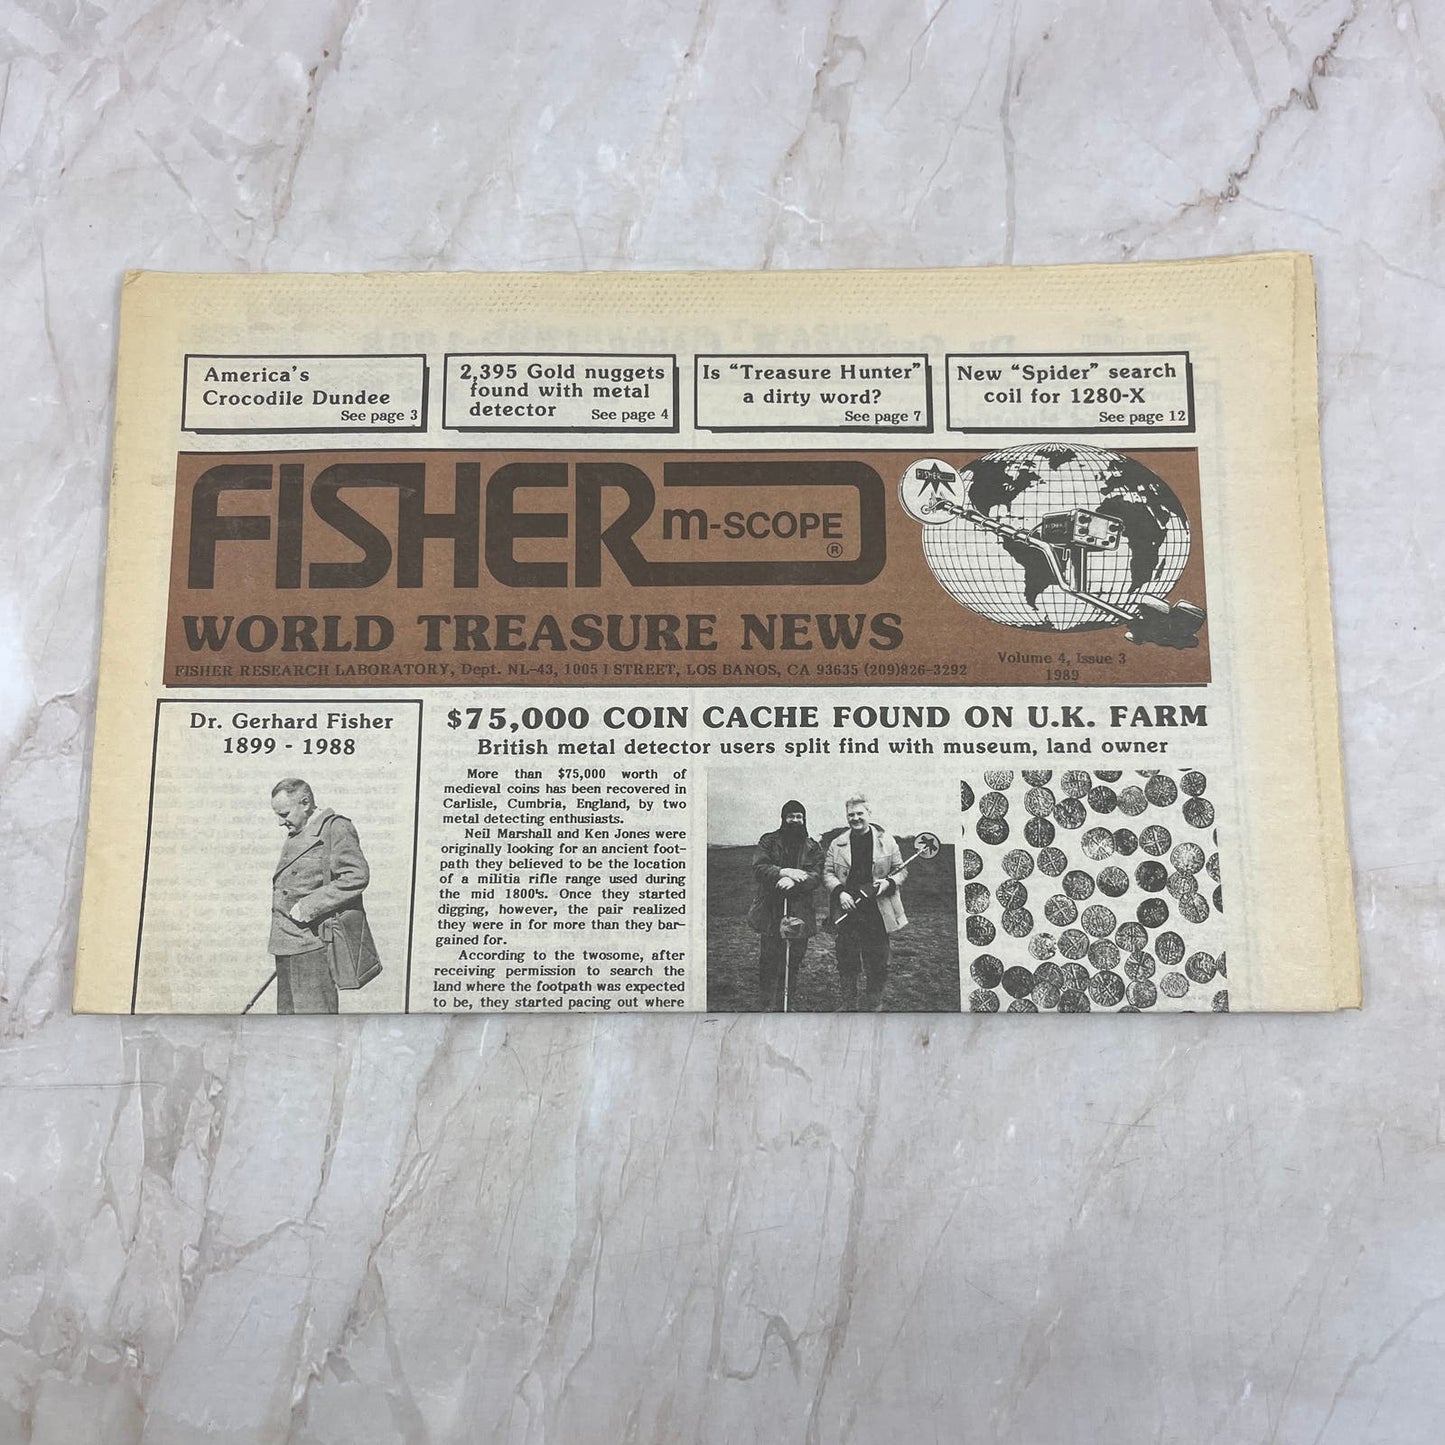 America's
Crocodile Dundee
See page 3
2,395 Gold nuggets
found with metal
detector See page 4
Is "Treasure Hunter"
a dirty word?
See page 7
New "Spider" search
coil for 1280-X
See page 12
FISHER m-SCOPE ®
FISHER
WORLD TREASURE NEWS
FISHER RESEARCH LABORATORY, Dept. NL-43, 1005 I STREET, LOS BANOS, CA 93635 (209)826-3292
Volume 4, Issue 3
1989
Dr. Gerhard Fisher
1899 - 1988
$75,000 COIN CACHE FOUND ON U.K. FARM
British metal detector users split find with museum, land owner
More than $75,000 worth of
medieval coins has been recovered in
Carlisle, Cumbria, England, by two
metal detecting enthusiasts.
Neil Marshall and Ken Jones were
originally looking for an ancient foot-
path they believed to be the location
of a militia rifle range used during
the mid 1800's. Once they started
digging, however, the pair realized
they were in for more than they bar-
gained for.
According to the twosome, after
receiving permission to search the
land where the footpath was expected
to be, they started pacing out where